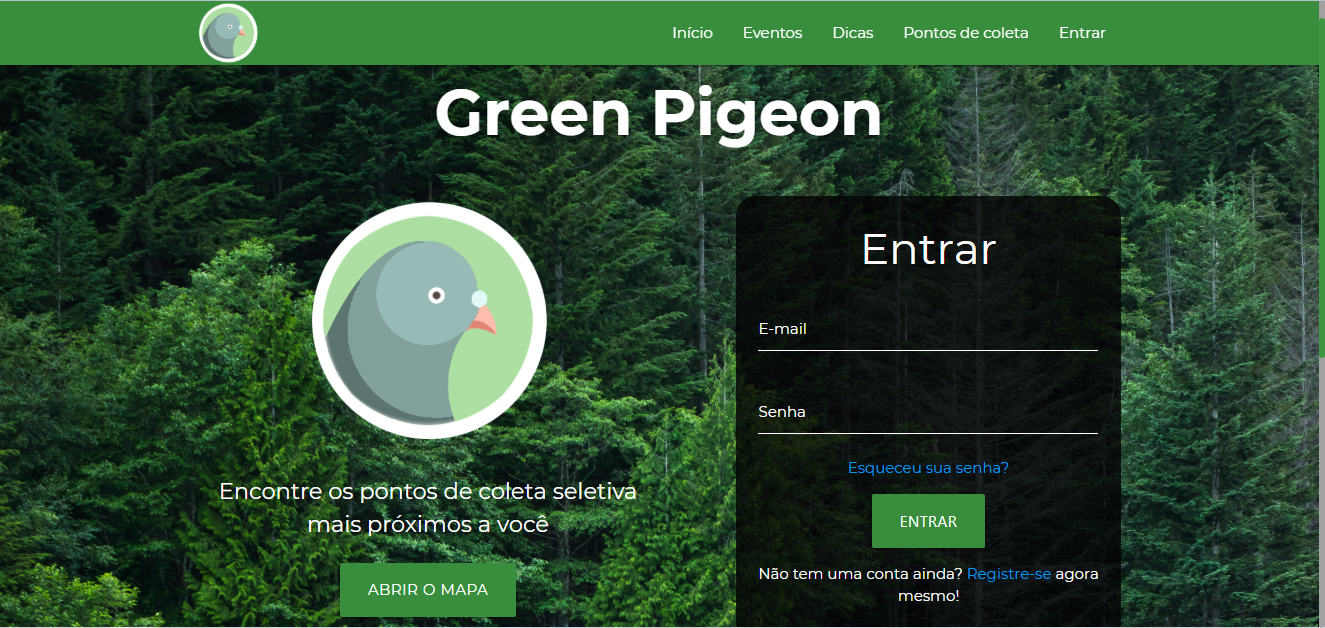 Início Eventos Dicas Pontos de coleta Entrar
Green Pigeon
Encontre os pontos de coleta seletiva
mais próximos a você
ABRIR O MAPA
Entrar
E-mail
Senha
Esqueceu sua senha?
ENTRAR
Não tem uma conta ainda? Registre-se agora
mesmo!